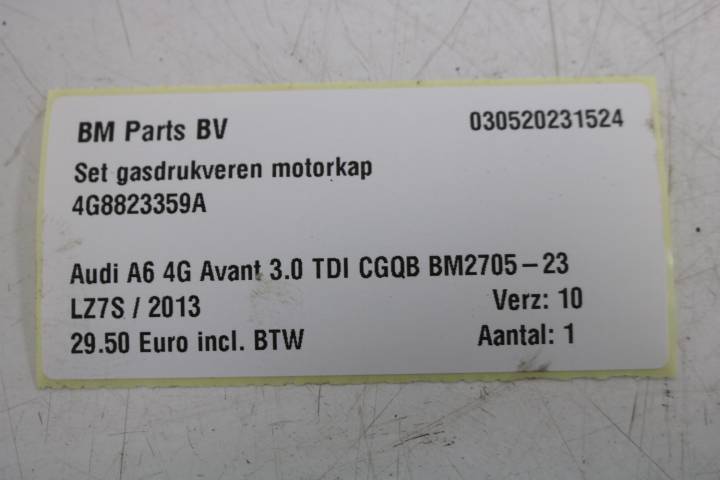 BM Parts BV 030520231524
Set gasdrukveren motorkap
4G8823359A
Audi A6 4G Avant 3.0 TDI CGQB BM2705-23
LZ7S / 2013 Verz: 10
29.50 Euro incl. BTW Aantal: 1